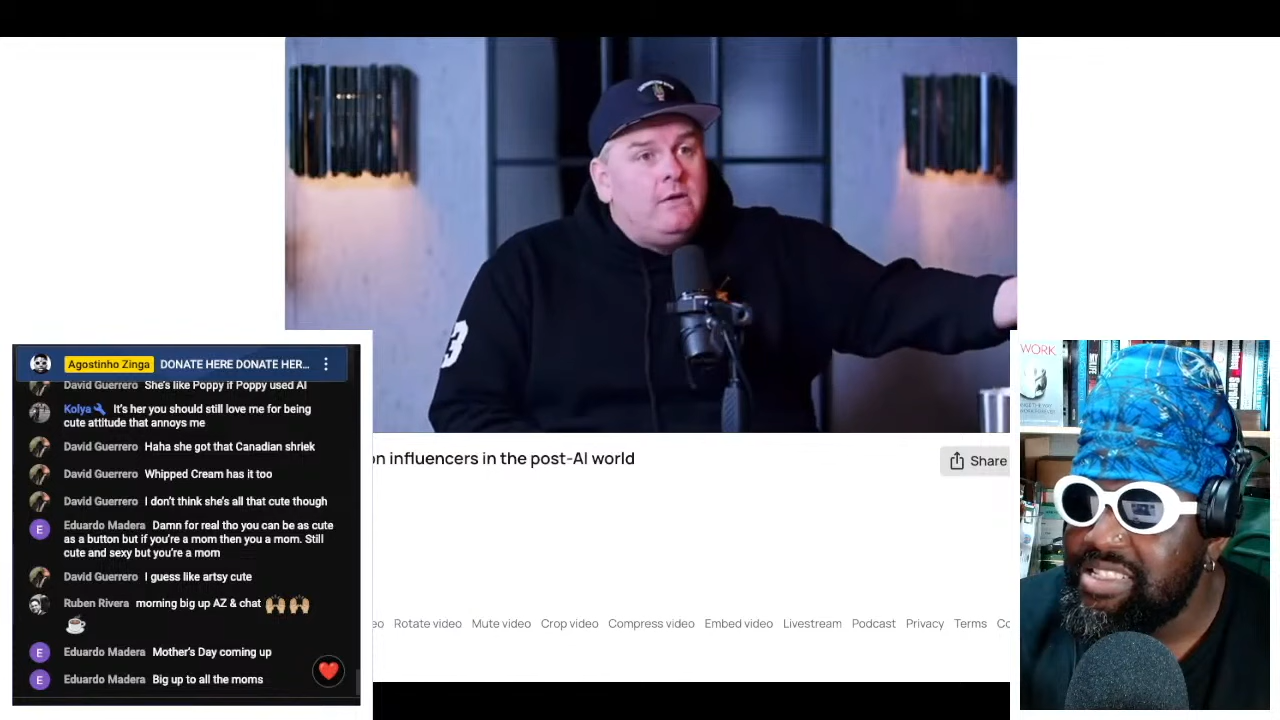 Agostinho Zinga DONATE HERE DONATE HER...
David Guerrero She's like Poppy if Poppy used AI
Kolya It's her you should still love me for being
cute attitude that annoys me
David Guerrero Haha she got that Canadian shriek
David Guerrero Whipped Cream has it too
David Guerrero I don't think she's all that cute though
E Eduardo Madera Damn for real tho you can be as cute
as a button but if you're a mom then you a mom. Still
cute and sexy but you're a mom
David Guerrero I guess like artsy cute
Ruben Rivera morning big up AZ & chat 🙌🏼 🙌🏼
☕
E Eduardo Madera Mother's Day coming up
E Eduardo Madera Big up to all the moms
on influencers in the post-AI world
Share
eo Rotate video Mute video Crop video Compress video Embed video Livestream Podcast Privacy Terms Co
WORK
3